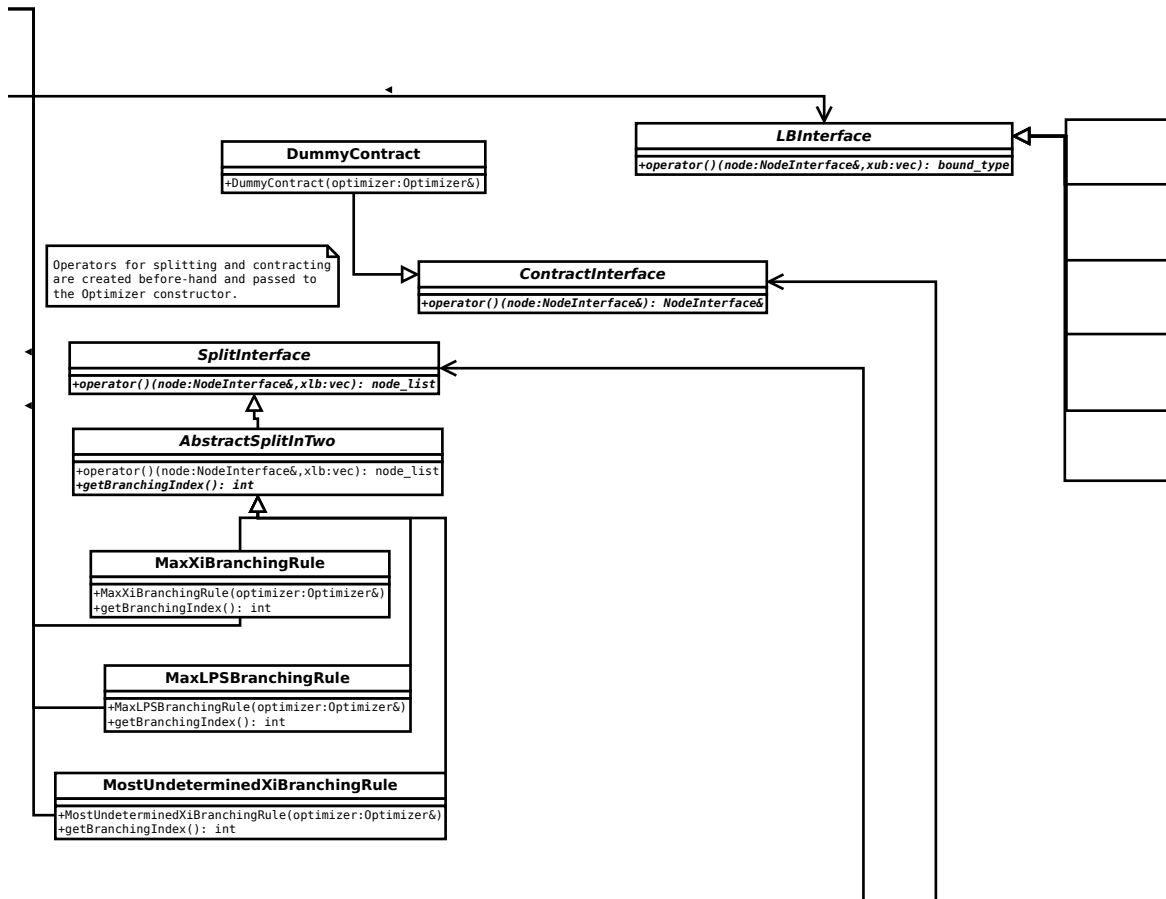 LBInterface
+operator()(node:NodeInterface&,xub:vec): bound_type
DummyContract
+DummyContract(optimizer:Optimizer&)
Operators for splitting and contracting
are created before-hand and passed to
the Optimizer constructor.
ContractInterface
+operator()(node:NodeInterface&): NodeInterface&
SplitInterface
+operator()(node:NodeInterface&,xlb:vec): node_list
AbstractSplitInTwo
+operator()(node:NodeInterface&,xlb:vec): node_list
+getBranchingIndex(): int
MaxXiBranchingRule
+MaxXiBranchingRule(optimizer:Optimizer&)
+getBranchingIndex(): int
MaxLPSBranchingRule
+MaxLPSBranchingRule(optimizer:Optimizer&)
+getBranchingIndex(): int
MostUndeterminedXiBranchingRule
+MostUndeterminedXiBranchingRule(optimizer:Optimizer&)
+getBranchingIndex(): int